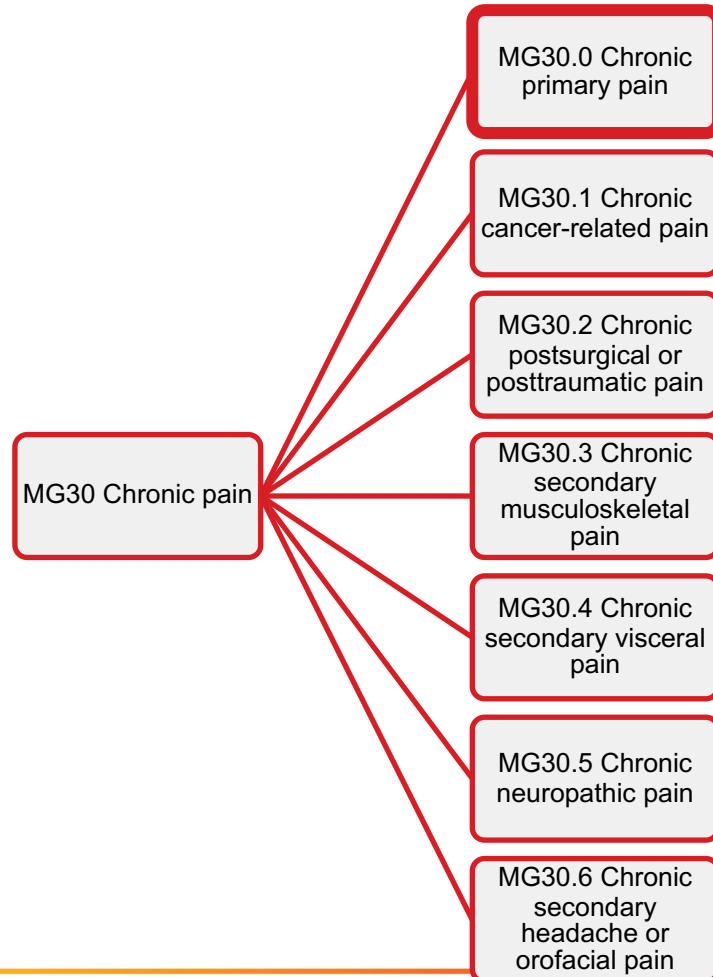 MG30.0 Chronic
primary pain
MG30.1 Chronic
cancer-related pain
MG30.2 Chronic
postsurgical or
posttraumatic pain
MG30 Chronic pain
MG30.3 Chronic
secondary
musculoskeletal
pain
MG30.4 Chronic
secondary visceral
pain
MG30.5 Chronic
neuropathic pain
MG30.6 Chronic
secondary
headache or
orofacial pain